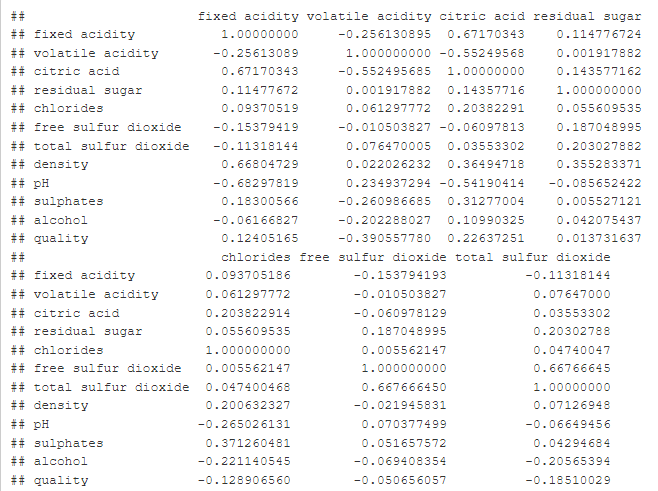 ## fixed acidity volatile acidity citric acid residual sugar
## fixed acidity 1.00000000 -0.256130895 0.67170343 0.114776724
## volatile acidity -0.25613089 1.000000000 -0.55249568 0.001917882
## citric acid 0.67170343 -0.552495685 1.00000000 0.143577162
## residual sugar 0.11477672 0.001917882 0.14357716 1.000000000
## chlorides 0.09370519 0.061297772 0.20382291 0.055609535
## free sulfur dioxide -0.15379419 -0.010503827 -0.06097813 0.187048995
## total sulfur dioxide -0.11318144 0.076470005 0.03553302 0.203027882
## density 0.66804729 0.022026232 0.36494718 0.355283371
## pH -0.68297819 0.234937294 -0.54190414 -0.085652422
## sulphates 0.18300566 -0.260986685 0.31277004 0.005527121
## alcohol -0.06166827 -0.202288027 0.10990325 0.042075437
## quality 0.12405165 -0.390557780 0.22637251 0.013731637
## chlorides free sulfur dioxide total sulfur dioxide
## fixed acidity 0.093705186 -0.153794193 -0.11318144
## volatile acidity 0.061297772 -0.010503827 0.07647000
## citric acid 0.203822914 -0.060978129 0.03553302
## residual sugar 0.055609535 0.187048995 0.20302788
## chlorides 1.000000000 0.005562147 0.04740047
## free sulfur dioxide 0.005562147 1.000000000 0.66766645
## total sulfur dioxide 0.047400468 0.667666450 1.00000000
## density 0.200632327 -0.021945831 0.07126948
## pH -0.265026131 0.070377499 -0.06649456
## sulphates 0.371260481 0.051657572 0.04294684
## alcohol -0.221140545 -0.069408354 -0.20565394
## quality -0.128906560 -0.050656057 -0.18510029